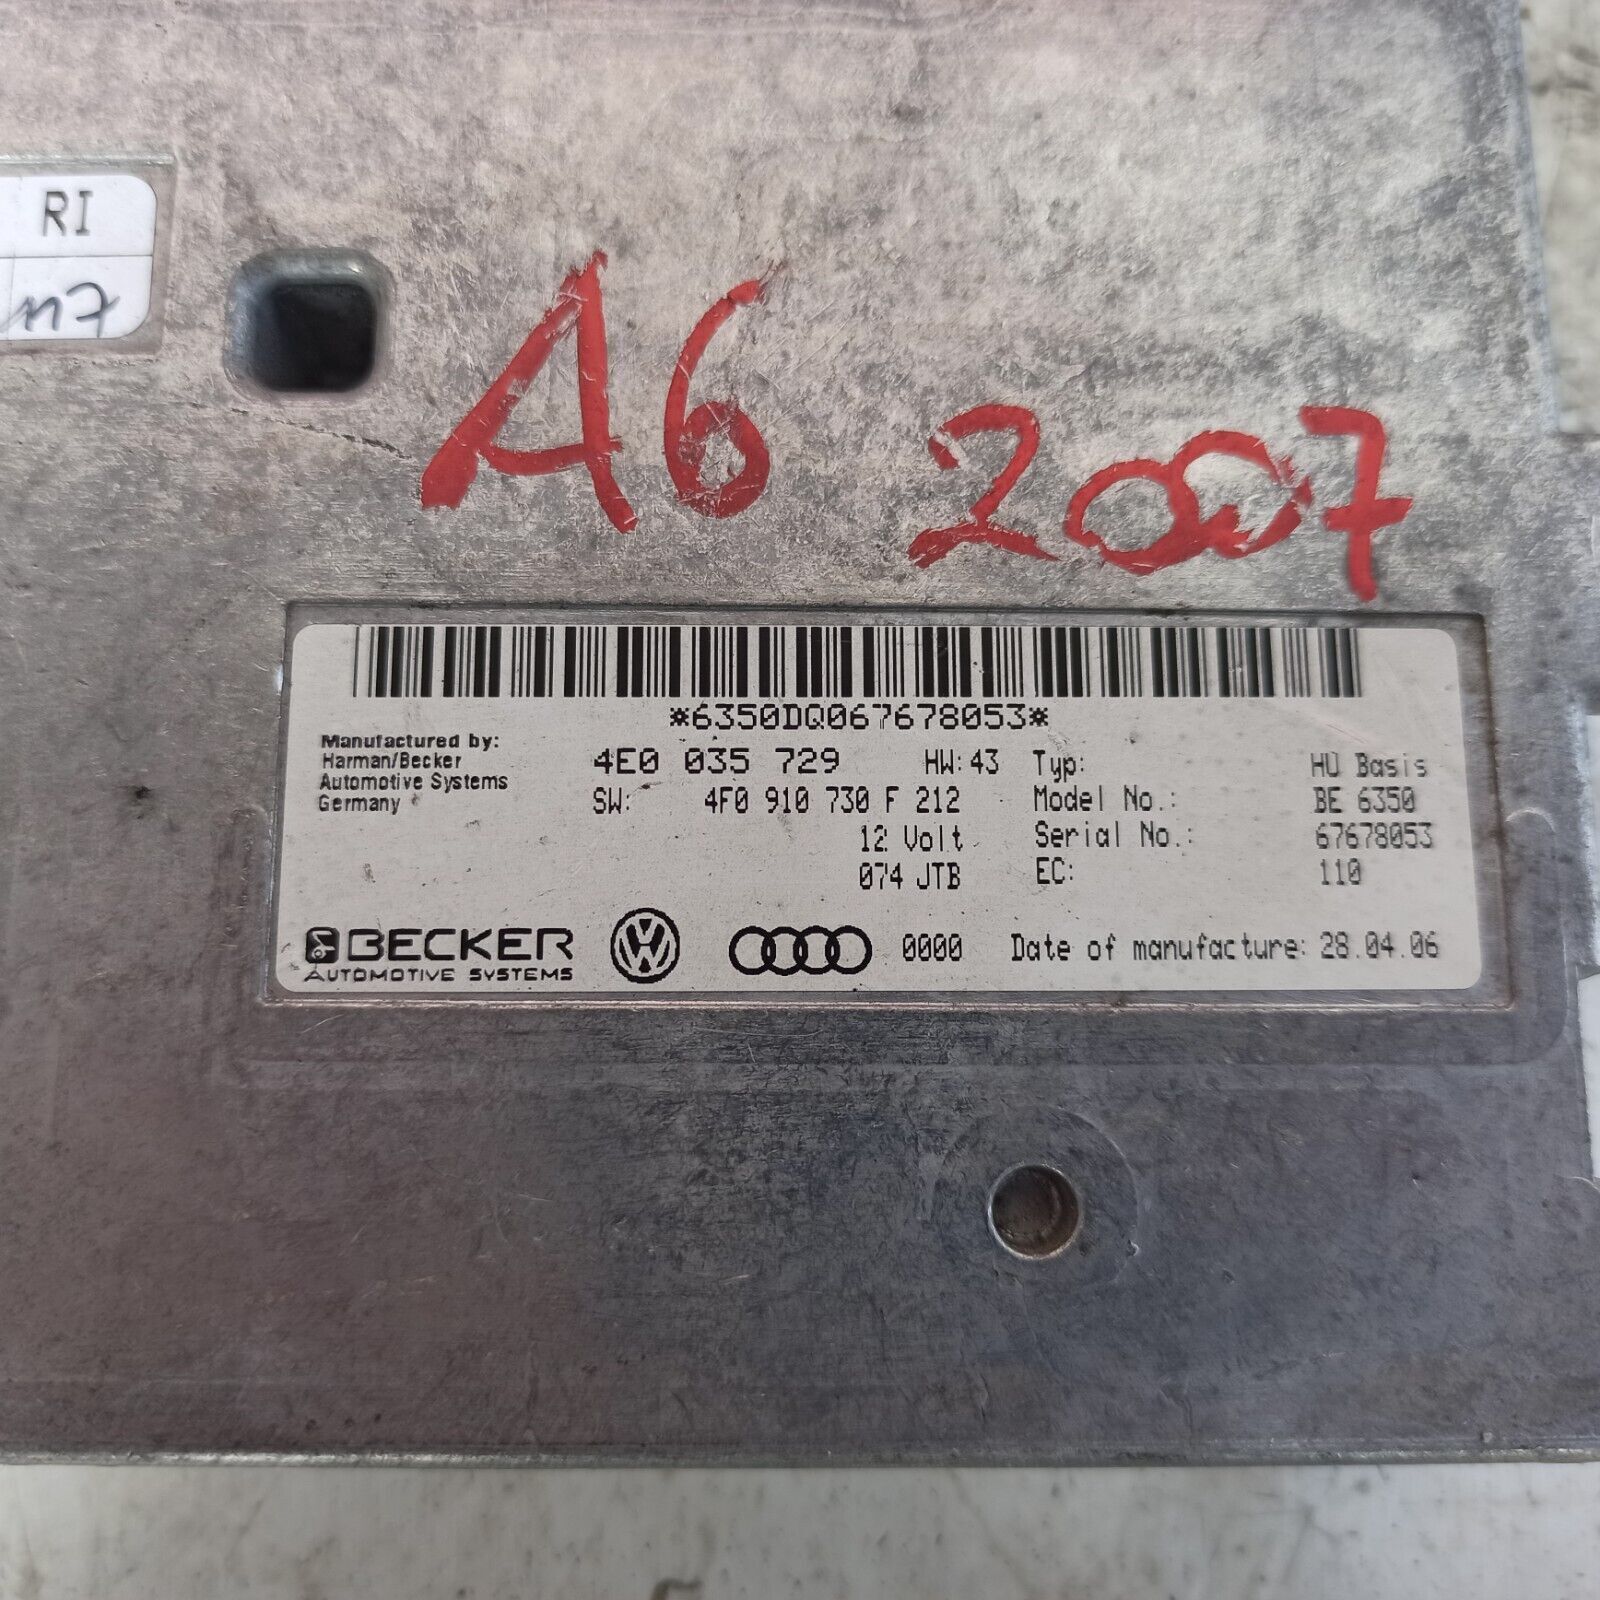 RI
A6 2007
*6350DQ067678053*
Manufactured by:
Harman/Becker
Automotive Systems
Germany
4E0 035 729 HW: 43
SW: 4F0 910 730 F 212
12 Volt
074 JTB
Typ: HU Basis
Model No.: BE 6350
Serial No.: 67678053
EC: 110
BECKER
AUTOMOTIVE SYSTEMS
0000
Date of manufacture: 28.04.06